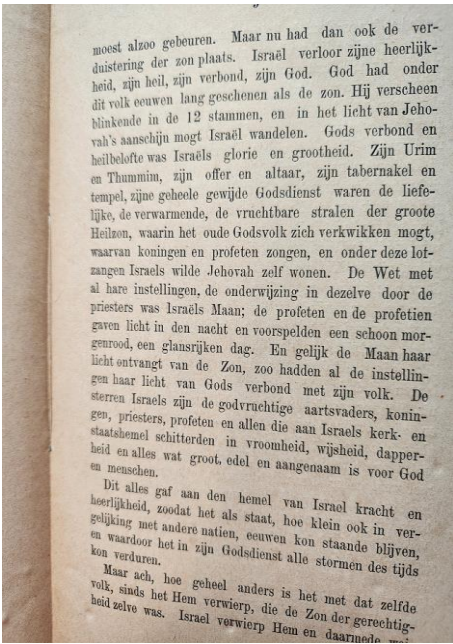 moest alzoo gebeuren. Maar nu had dan ook de ver-
duistering der zon plaats. Israël verloor zijne heerlijk-
heid, zijn heil, zijn verbond, zijn God. God had onder
dit volk eeuwen lang geschenen als de zon. Hij verscheen
blinkende in de 12 stammen, en in het licht van Jeho-
vah's aanschijn mogt Israël wandelen. Gods verbond en
heilbelofte was Israëls glorie en grootheid. Zijn Urim
en Thummim, zijn offer en altaar, zijn tabernakel en
tempel, zijne geheele gewijde Godsdienst waren de liefe-
lijke, de verwarmende, de vruchtbare stralen der groote
Heilzon, waarin het oude Godsvolk zich verkwikken mogt,
waarvan koningen en profeten zongen, en onder deze lof-
zangen Israels wilde Jehovah zelf wonen. De Wet met
al hare instellingen, de onderwijzing in dezelve door de
priesters was Israëls Maan; de profeten en de profetien
gaven licht in den nacht en voorspelden een schoon mor-
genrood, een glansrijken dag. En gelijk de Maan haar
licht ontvangt van de Zon, zoo hadden al de instellin-
gen haar licht van Gods verbond met zijn volk. De
sterren Israels zijn de godvruchtige aartsvaders, konin-
gen, priesters, profeten en allen die aan Israels kerk- en
staatshemel schitterden in vroomheid, wijsheid, dapper-
heid en alles wat groot, edel en aangenaam is voor God
en menschen.
Dit alles gaf aan den hemel van Israel kracht en
heerlijkheid, zoodat het als staat, hoe klein ook in ver-
gelijking met andere natien, eeuwen kon staande blijven,
en waardoor het in zijn Godsdienst alle stormen des tijds
kon verduren.
Maar ach, hoe geheel anders is het met dat zelfde
volk, sinds het Hem verwierp, die de Zon der gerechtig-
heid zelve was. Israel verwierp Hem en daarmede